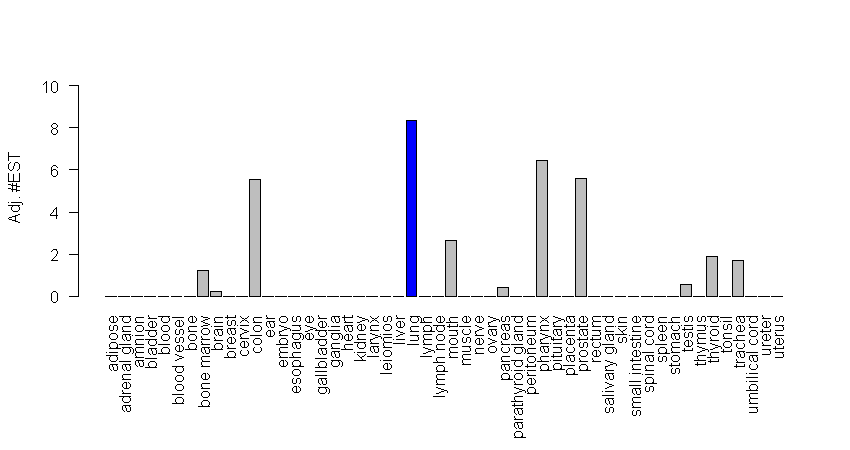 Adj. #EST
10
8
6
4
2
0
adipose
adrenal gland
amnion
bladder
blood
blood vessel
bone
bone marrow
brain
breast
cervix
colon
ear
embryo
esophagus
eye
gallbladder
ganglia
heart
kidney
larynx
leiomios
liver
lung
lymph
lymph node
mouth
muscle
nerve
ovary
pancreas
parathyroid gland
peritoneum
pharynx
pituitary
placenta
prostate
rectum
salivary gland
skin
small intestine
spinal cord
spleen
stomach
testis
thymus
thyroid
tonsil
trachea
umbilical cord
ureter
uterus